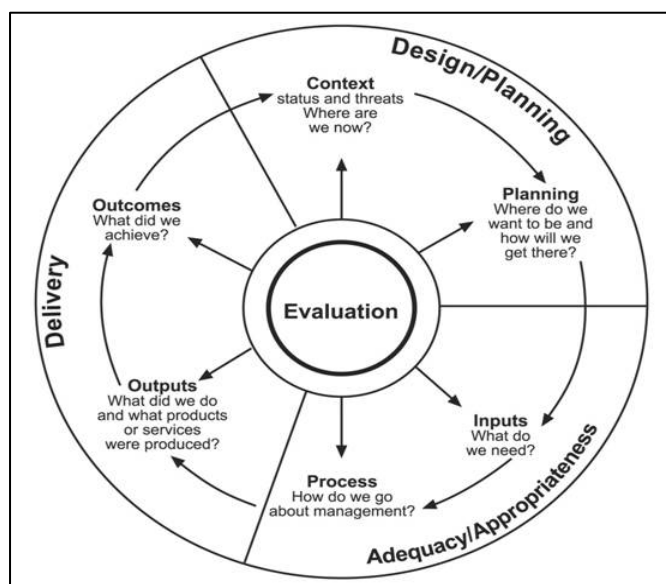 Design/Planning
Context
status and threats
Where are
we now?
Planning
Where do we
want to be and
how will we
get there?
Outcomes
What did we
achieve?
Delivery
Evaluation
Outputs
What did we do
and what products
or services
were produced?
Inputs
What do
we need?
Process
How do we go
about management?
Adequacy/Appropriateness